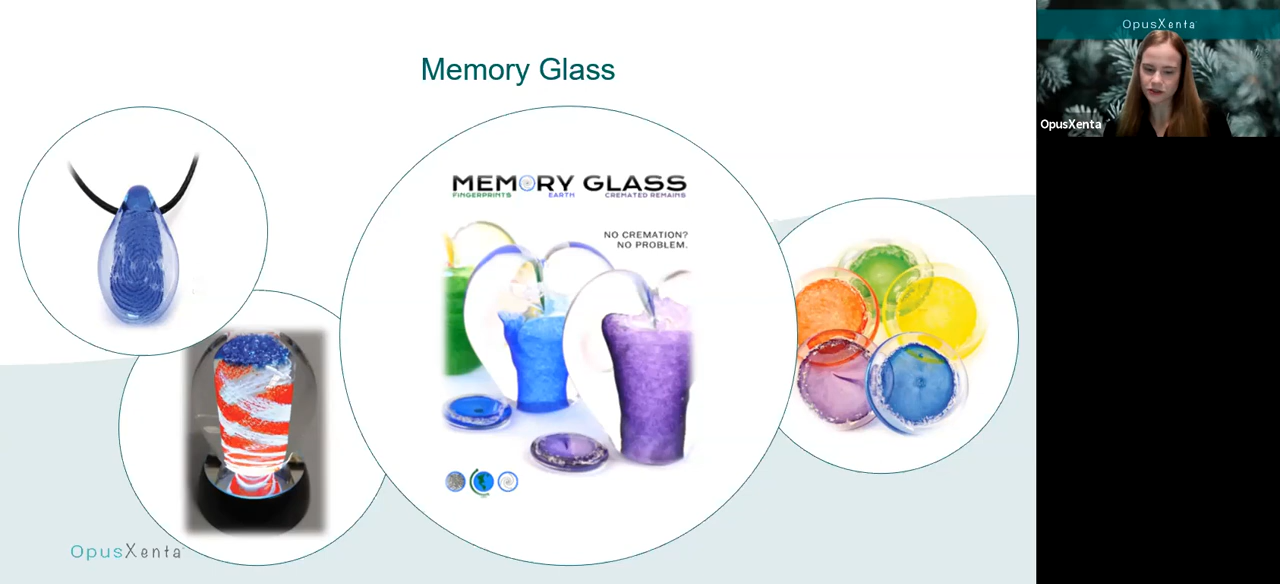 Memory Glass
MEMORY GLASS
FINGERPRINTS EARTH CREMATED REMAINS
NO CREMATION?
NO PROBLEM.
OpusXenta
OpusXenta
OpusXenta